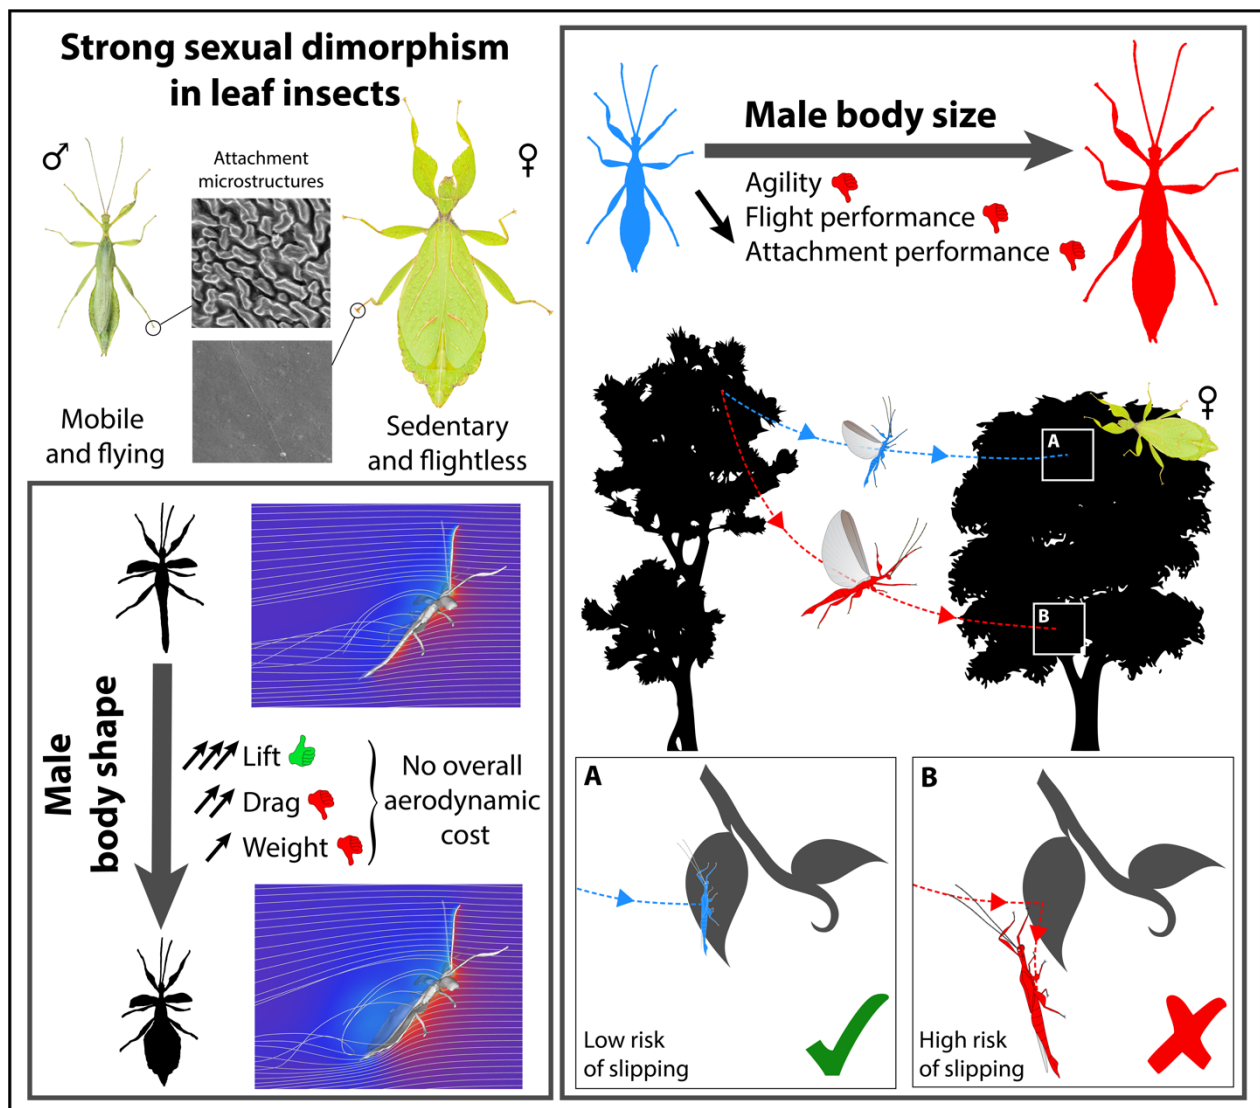 Strong sexual dimorphism
in leaf insects
♂
Attachment
microstructures
♀
Mobile
and flying
Sedentary
and flightless
Male
body shape
Lift
Drag
Weight
No overall
aerodynamic
cost
Male body size
Agility
Flight performance
Attachment performance
♀
A
B
A
Low risk
of slipping
B
High risk
of slipping